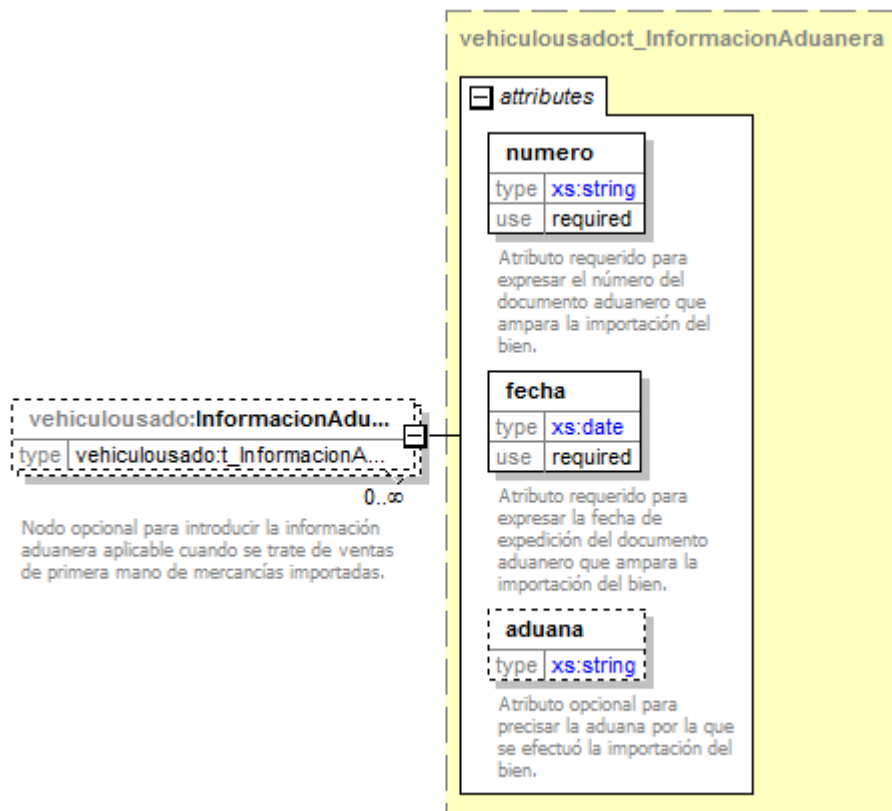 vehiculousado:t_InformacionAduanera
attributes
numero
type xs:string
use required
Atributo requerido para
expresar el número del
documento aduanero que
ampara la importación del
bien.
fecha
type xs:date
use required
Atributo requerido para
expresar la fecha de
expedición del documento
aduanero que ampara la
importación del bien.
aduana
type xs:string
Atributo opcional para
precisar la aduana por la que
se efectuó la importación del
bien.
vehiculousado:InformacionAdu...
type vehiculousado:t_InformacionA...
0..∞
Nodo opcional para introducir la información
aduanera aplicable cuando se trate de ventas
de primera mano de mercancías importadas.